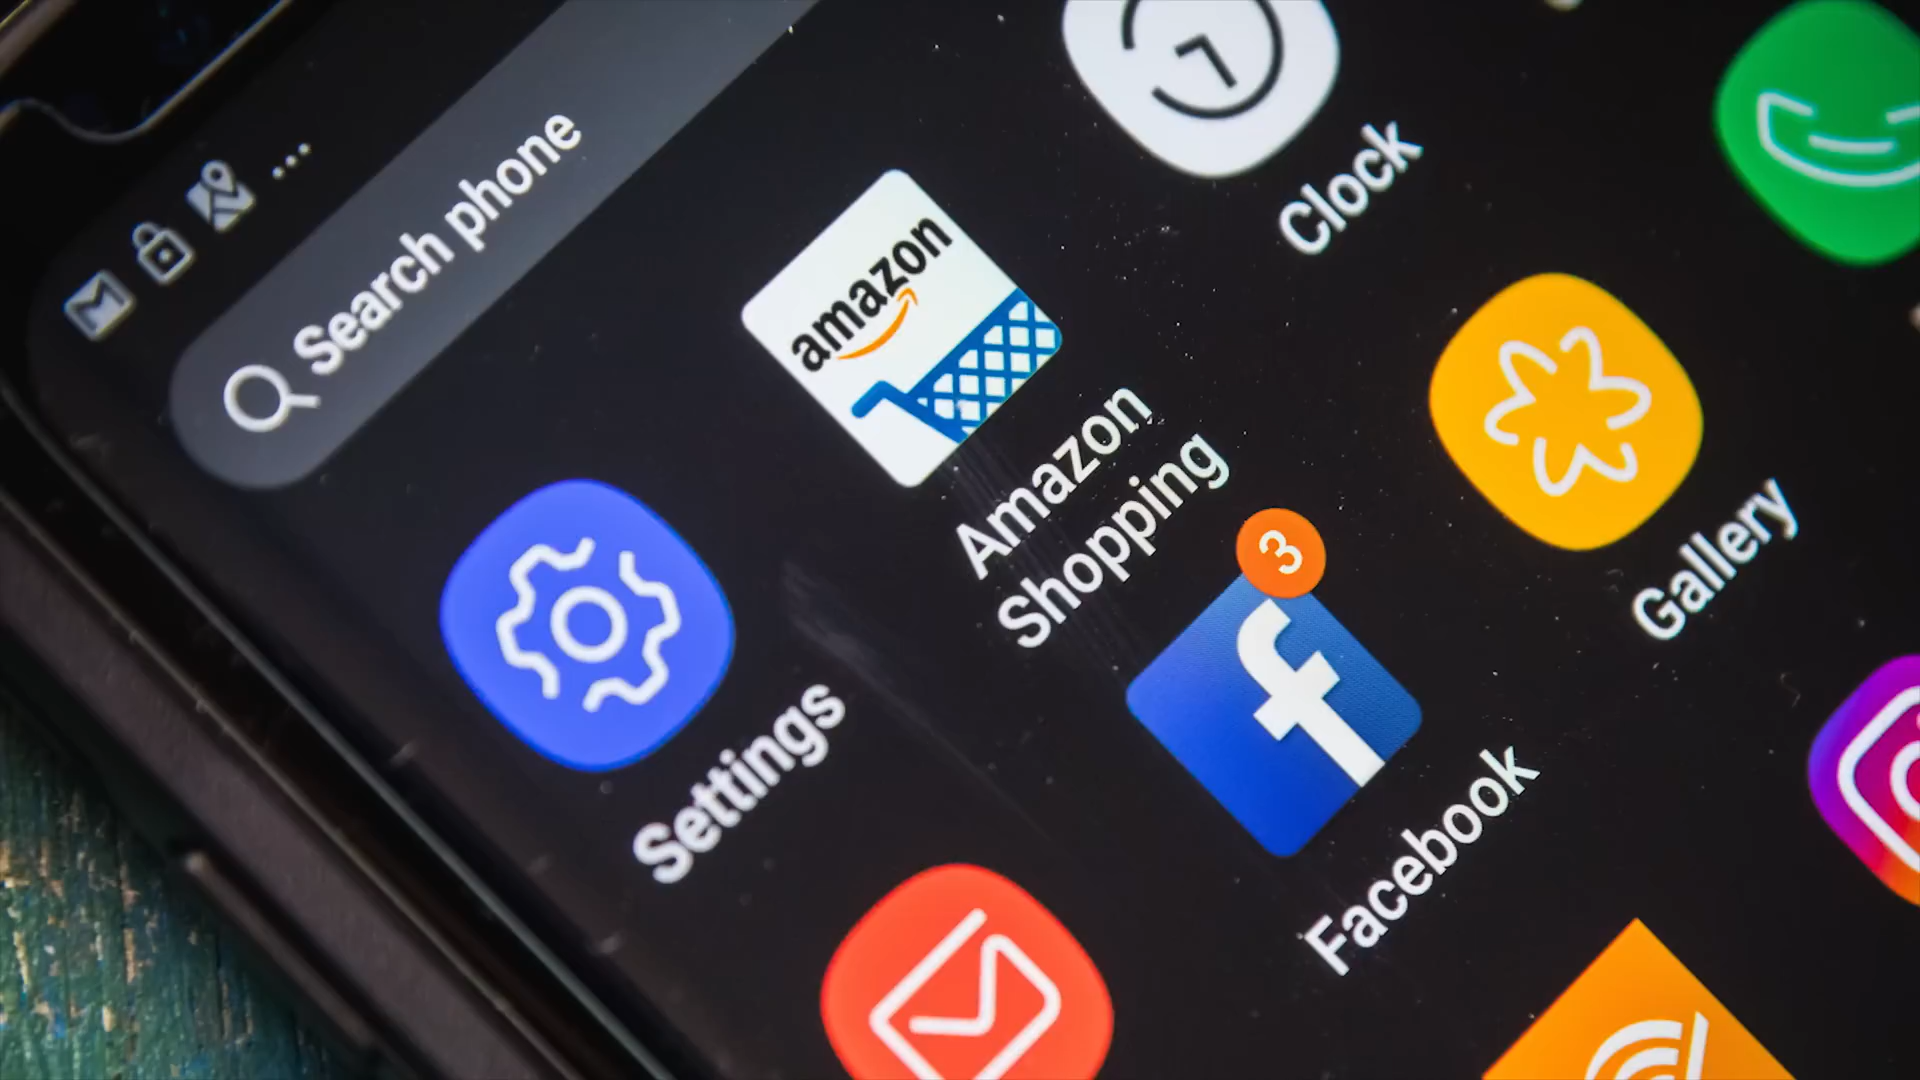 ...
Search phone
amazon
Amazon
Shopping
Clock
Settings
3
Facebook
Gallery